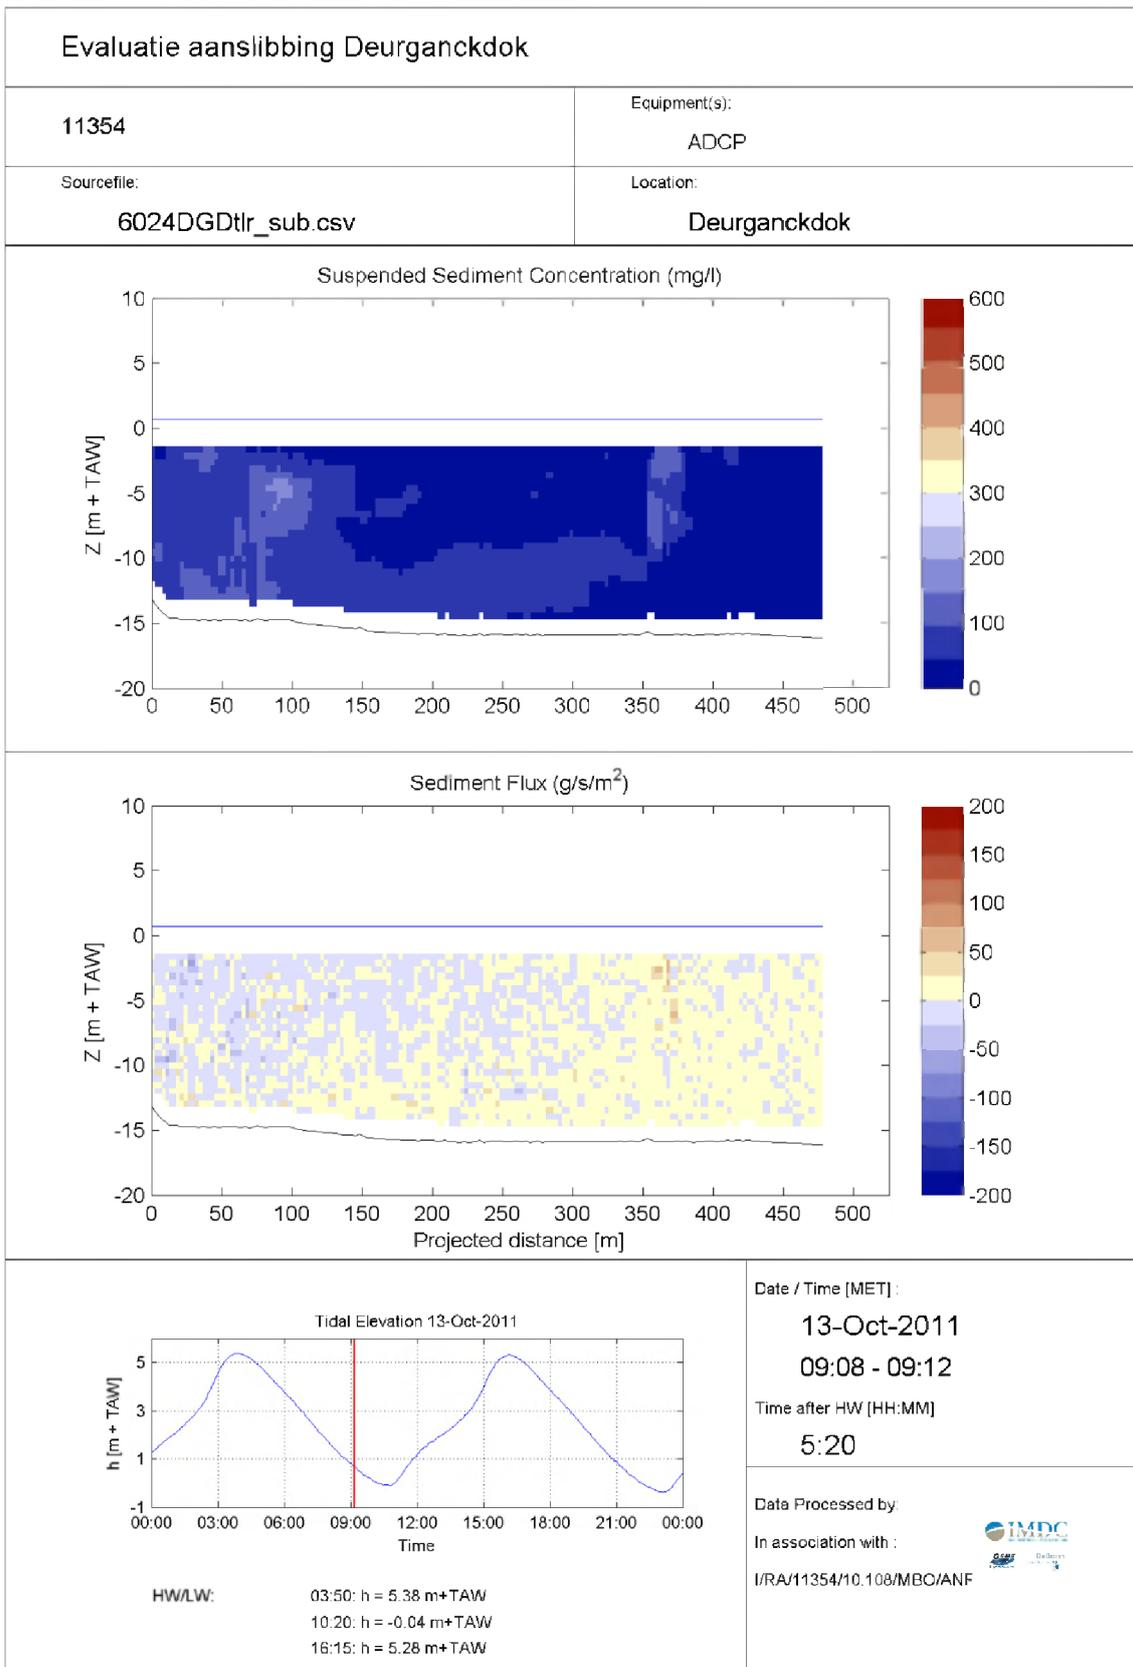 Evaluatie aanslibbing Deurganckdok
11354
Equipment(s):
ADCP
Sourcefile:
6024DGDtlr_sub.csv
Location:
Deurganckdok
Suspended Sediment Concentration (mg/l)
10
5
0
-5
-10
-15
-20
Z [m + TAW]
0 50 100 150 200 250 300 350 400 450 500
600
500
400
300
200
100
0
Sediment Flux (g/s/m²)
10
5
0
-5
-10
-15
-20
Z [m + TAW]
0 50 100 150 200 250 300 350 400 450 500
Projected distance [m]
200
150
100
50
0
-50
-100
-150
-200
Tidal Elevation 13-Oct-2011
5
3
1
-1
h [m + TAW]
00:00 03:00 06:00 09:00 12:00 15:00 18:00 21:00 00:00
Time
HW/LW:
03:50: h = 5.38 m+TAW
10:20: h = -0.04 m+TAW
16:15: h = 5.28 m+TAW
Date / Time [MET] :
13-Oct-2011
09:08 - 09:12
Time after HW [HH:MM]
5:20
Data Processed by:
IMDC
In association with :
I/RA/11354/10.108/MBO/ANF